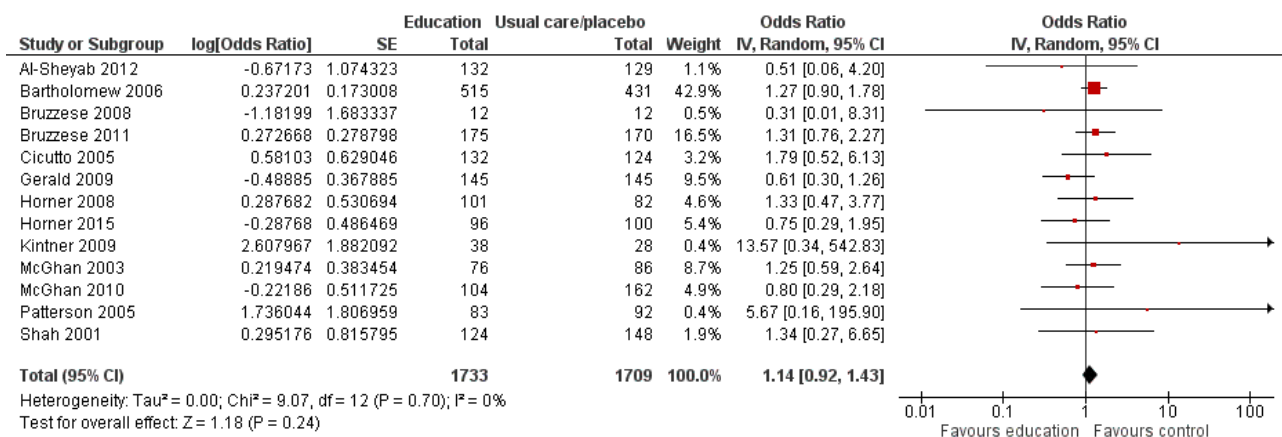 Education Usual care/placebo Odds Ratio Odds Ratio
Study or Subgroup log[Odds Ratio] SE Total Total Weight IV, Random, 95% CI IV, Random, 95% CI
Al-Sheyab 2012 -0.67173 1.074323 132 129 1.1% 0.51 [0.06, 4.20]
Bartholomew 2006 0.237201 0.173008 515 431 42.9% 1.27 [0.90, 1.78]
Bruzzese 2008 -1.18199 1.683337 12 12 0.5% 0.31 [0.01, 8.31]
Bruzzese 2011 0.272668 0.278798 175 170 16.5% 1.31 [0.76, 2.27]
Cicutto 2005 0.58103 0.629046 132 124 3.2% 1.79 [0.52, 6.13]
Gerald 2009 -0.48885 0.367885 145 145 9.5% 0.61 [0.30, 1.26]
Horner 2008 0.287682 0.530694 101 82 4.6% 1.33 [0.47, 3.77]
Horner 2015 -0.28768 0.486469 96 100 5.4% 0.75 [0.29, 1.95]
Kintner 2009 2.607967 1.882092 38 28 0.4% 13.57 [0.34, 542.83]
McGhan 2003 0.219474 0.383454 76 86 8.7% 1.25 [0.59, 2.64]
McGhan 2010 -0.22186 0.511725 104 162 4.9% 0.80 [0.29, 2.18]
Patterson 2005 1.736044 1.806959 83 92 0.4% 5.67 [0.16, 195.90]
Shah 2001 0.295176 0.815795 124 148 1.9% 1.34 [0.27, 6.65]
Total (95% CI) 1733 1709 100.0% 1.14 [0.92, 1.43]
Heterogeneity: Tau² = 0.00; Chi² = 9.07, df = 12 (P = 0.70); I² = 0%
Test for overall effect: Z = 1.18 (P = 0.24)
0.01 0.1 1 10 100
Favours education Favours control